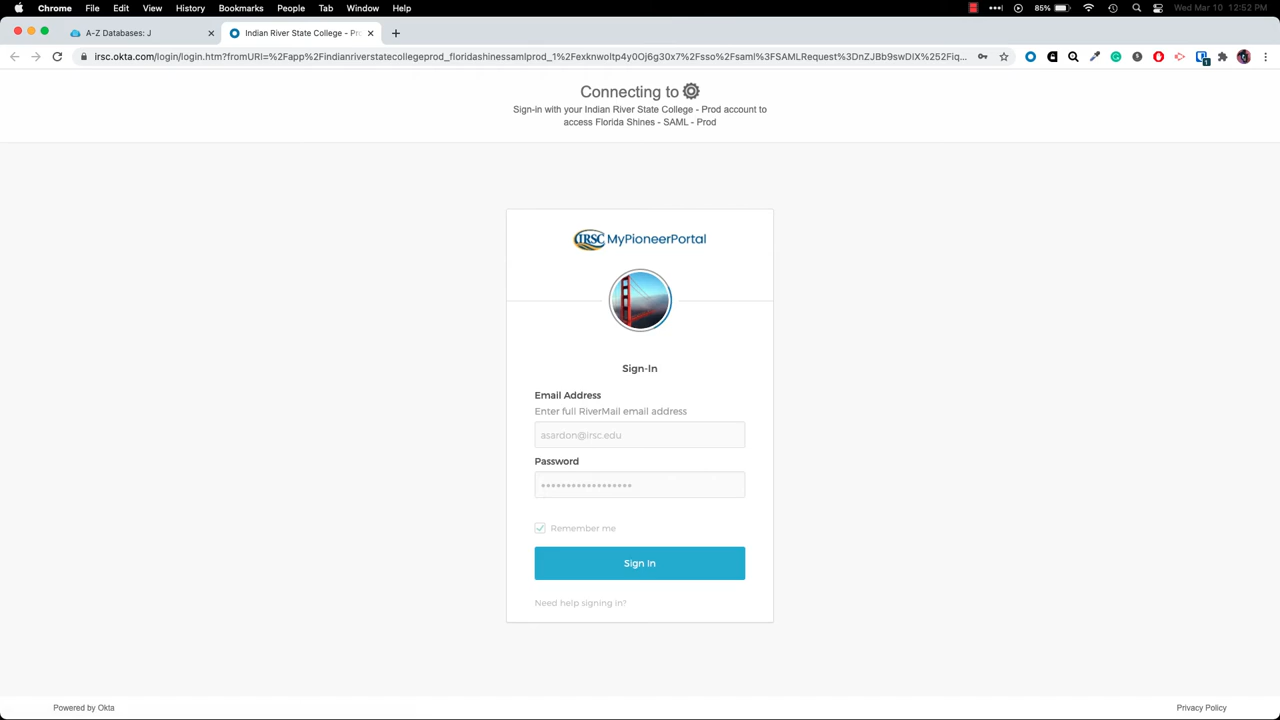 Chrome File Edit View History Bookmarks People Tab Window Help 85% Wed Mar 10 12:52 PM
A-Z Databases: J Indian River State College - Pr
irsc.okta.com/login/login.htm?fromURI=%2Fapp%2Findianriverstatecollegeprod_floridashinessamlprod_1%2Fexknwoltp4y0Oj6g30x7%2Fsso%2Fsaml%3FSAMLRequest%3DnZJBb9swDIX%252Fiq...
Connecting to
Sign-in with your Indian River State College - Prod account to
access Florida Shines - SAML - Prod
IRSC MyPioneerPortal
Sign-In
Email Address
Enter full RiverMail email address
asardon@irsc.edu
Password
••••••••••••••••••
Remember me
Sign In
Need help signing in?
Powered by Okta Privacy Policy